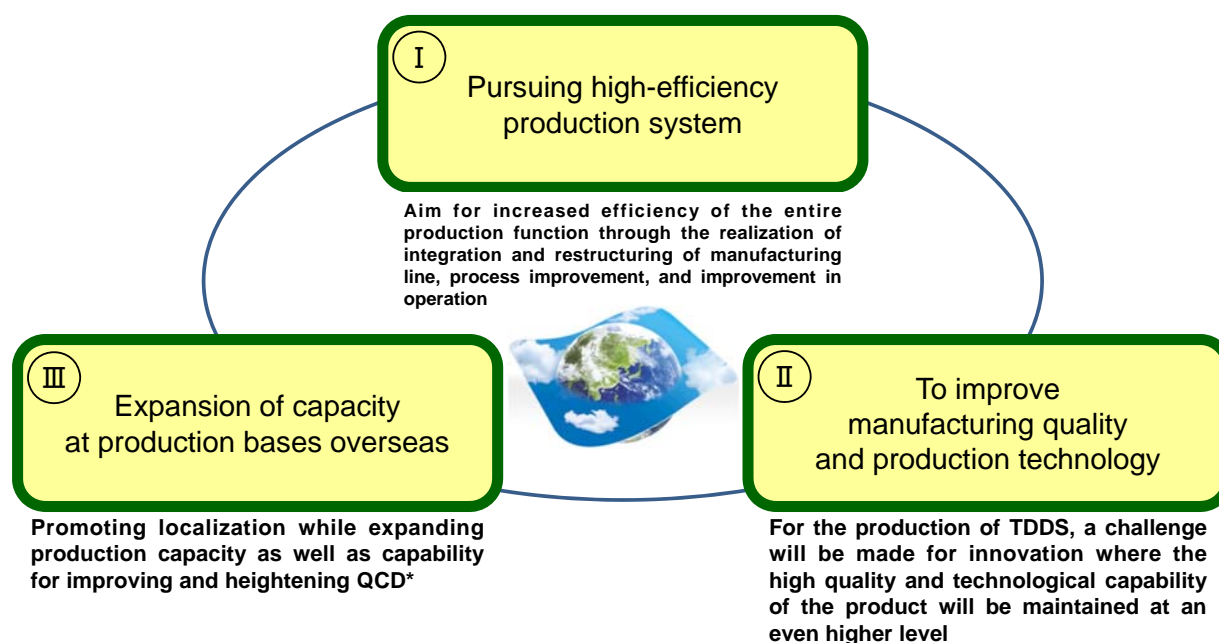 Ⅰ
Pursuing high-efficiency
production system
Aim for increased efficiency of the entire
production function through the realization of
integration and restructuring of manufacturing
line, process improvement, and improvement in
operation
Ⅲ
Expansion of capacity
at production bases overseas
Promoting localization while expanding
production capacity as well as capability
for improving and heightening QCD*
Ⅱ
To improve
manufacturing quality
and production technology
For the production of TDDS, a challenge
will be made for innovation where the
high quality and technological capability
of the product will be maintained at an
even higher level